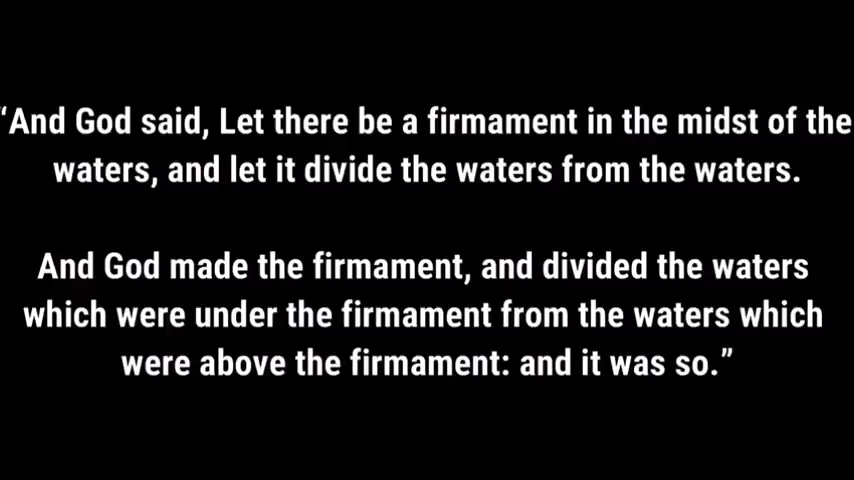 “And God said, Let there be a firmament in the midst of the
waters, and let it divide the waters from the waters.
And God made the firmament, and divided the waters
which were under the firmament from the waters which
were above the firmament: and it was so.”